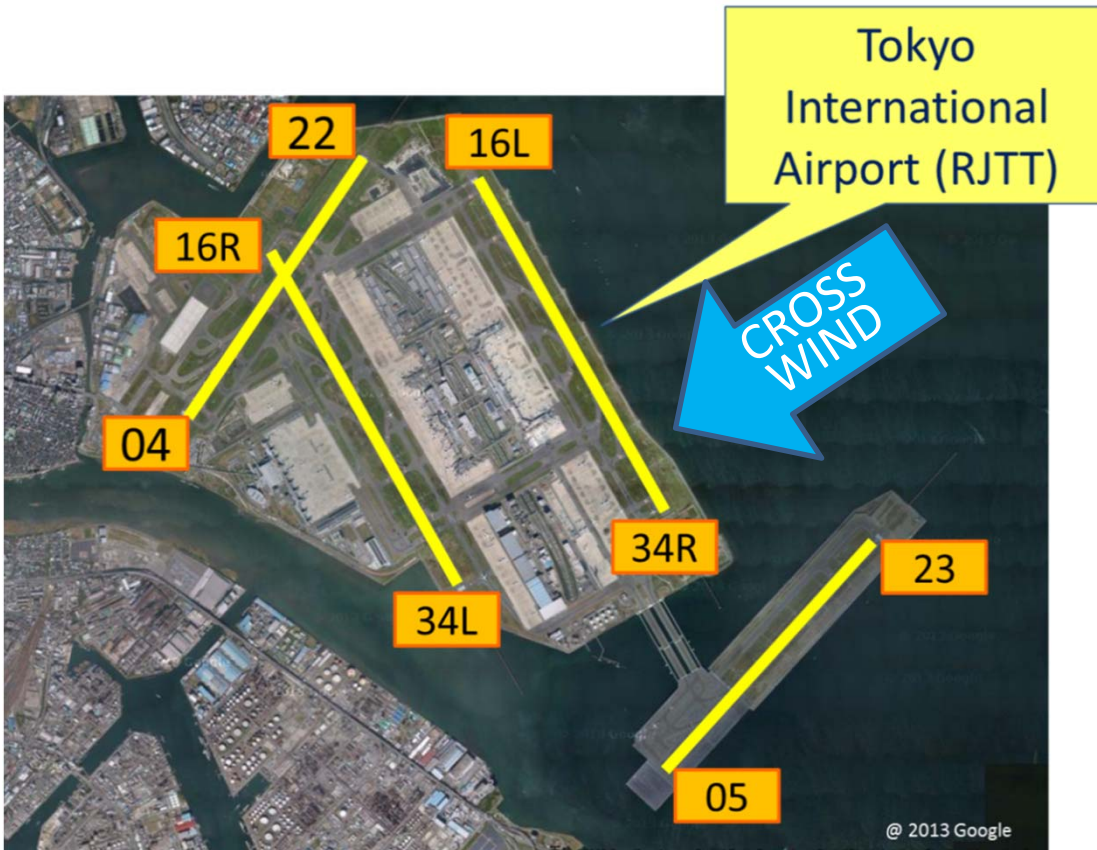 Tokyo
International
Airport (RJTT)
22
16L
16R
CROSS
WIND
04
34R
23
34L
05
@ 2013 Google